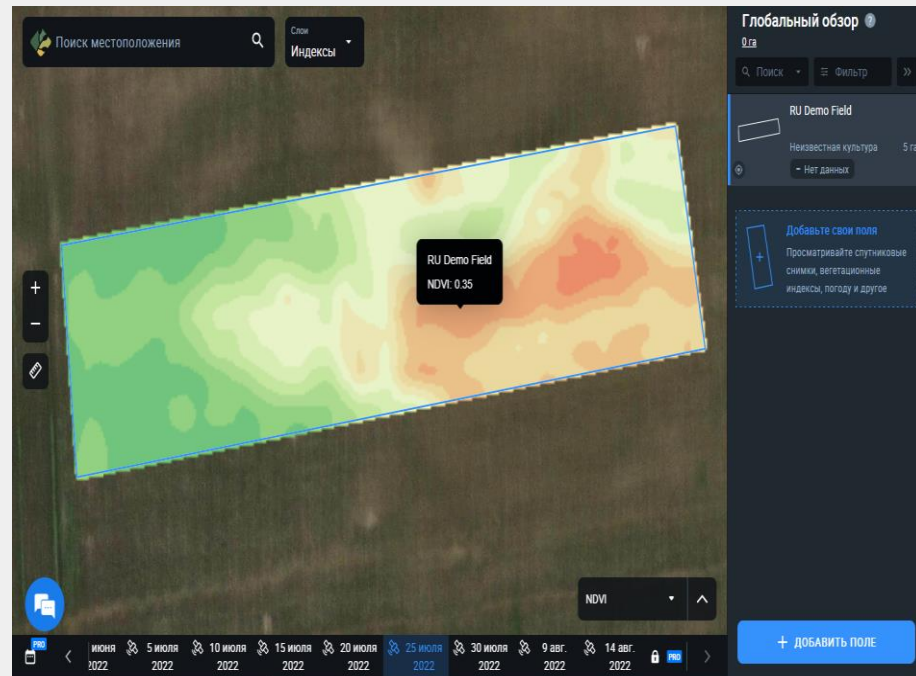 Поиск местоположения
Слои
Индексы
Глобальный обзор ?
0 га
Поиск
Фильтр
RU Demo Field
Неизвестная культура 5 га
- Нет данных
Добавьте свои поля
Просматривайте спутниковые
снимки, вегетационные
индексы, погоду и другое
RU Demo Field
NDVI: 0.35
+
−
NDVI
PRO
июня 2022
5 июля 2022
10 июля 2022
15 июля 2022
20 июля 2022
25 июля 2022
30 июля 2022
9 авг. 2022
14 авг. 2022
PRO
+ ДОБАВИТЬ ПОЛЕ